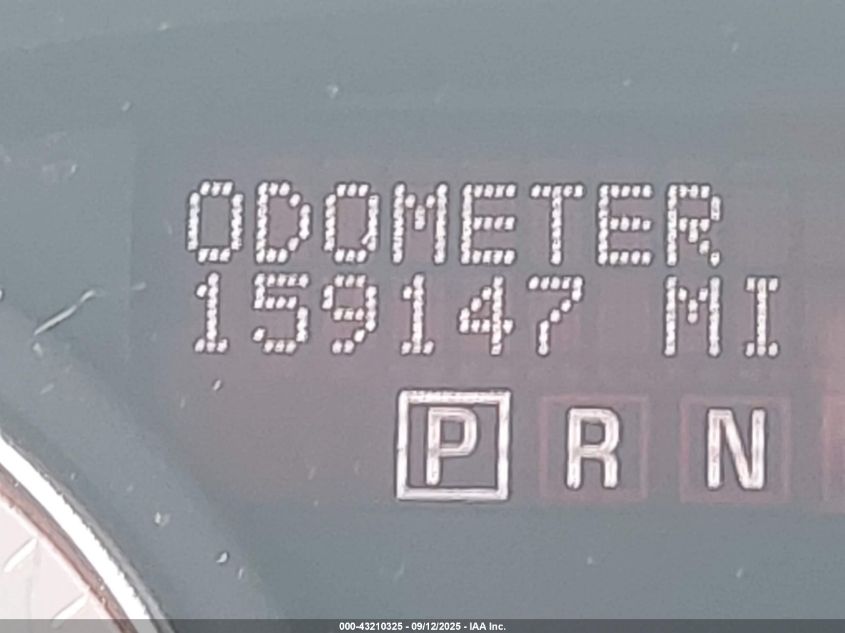 ODOMETER
159147 MI
P R N
000-43210325 - 09/12/2025 - IAA Inc.